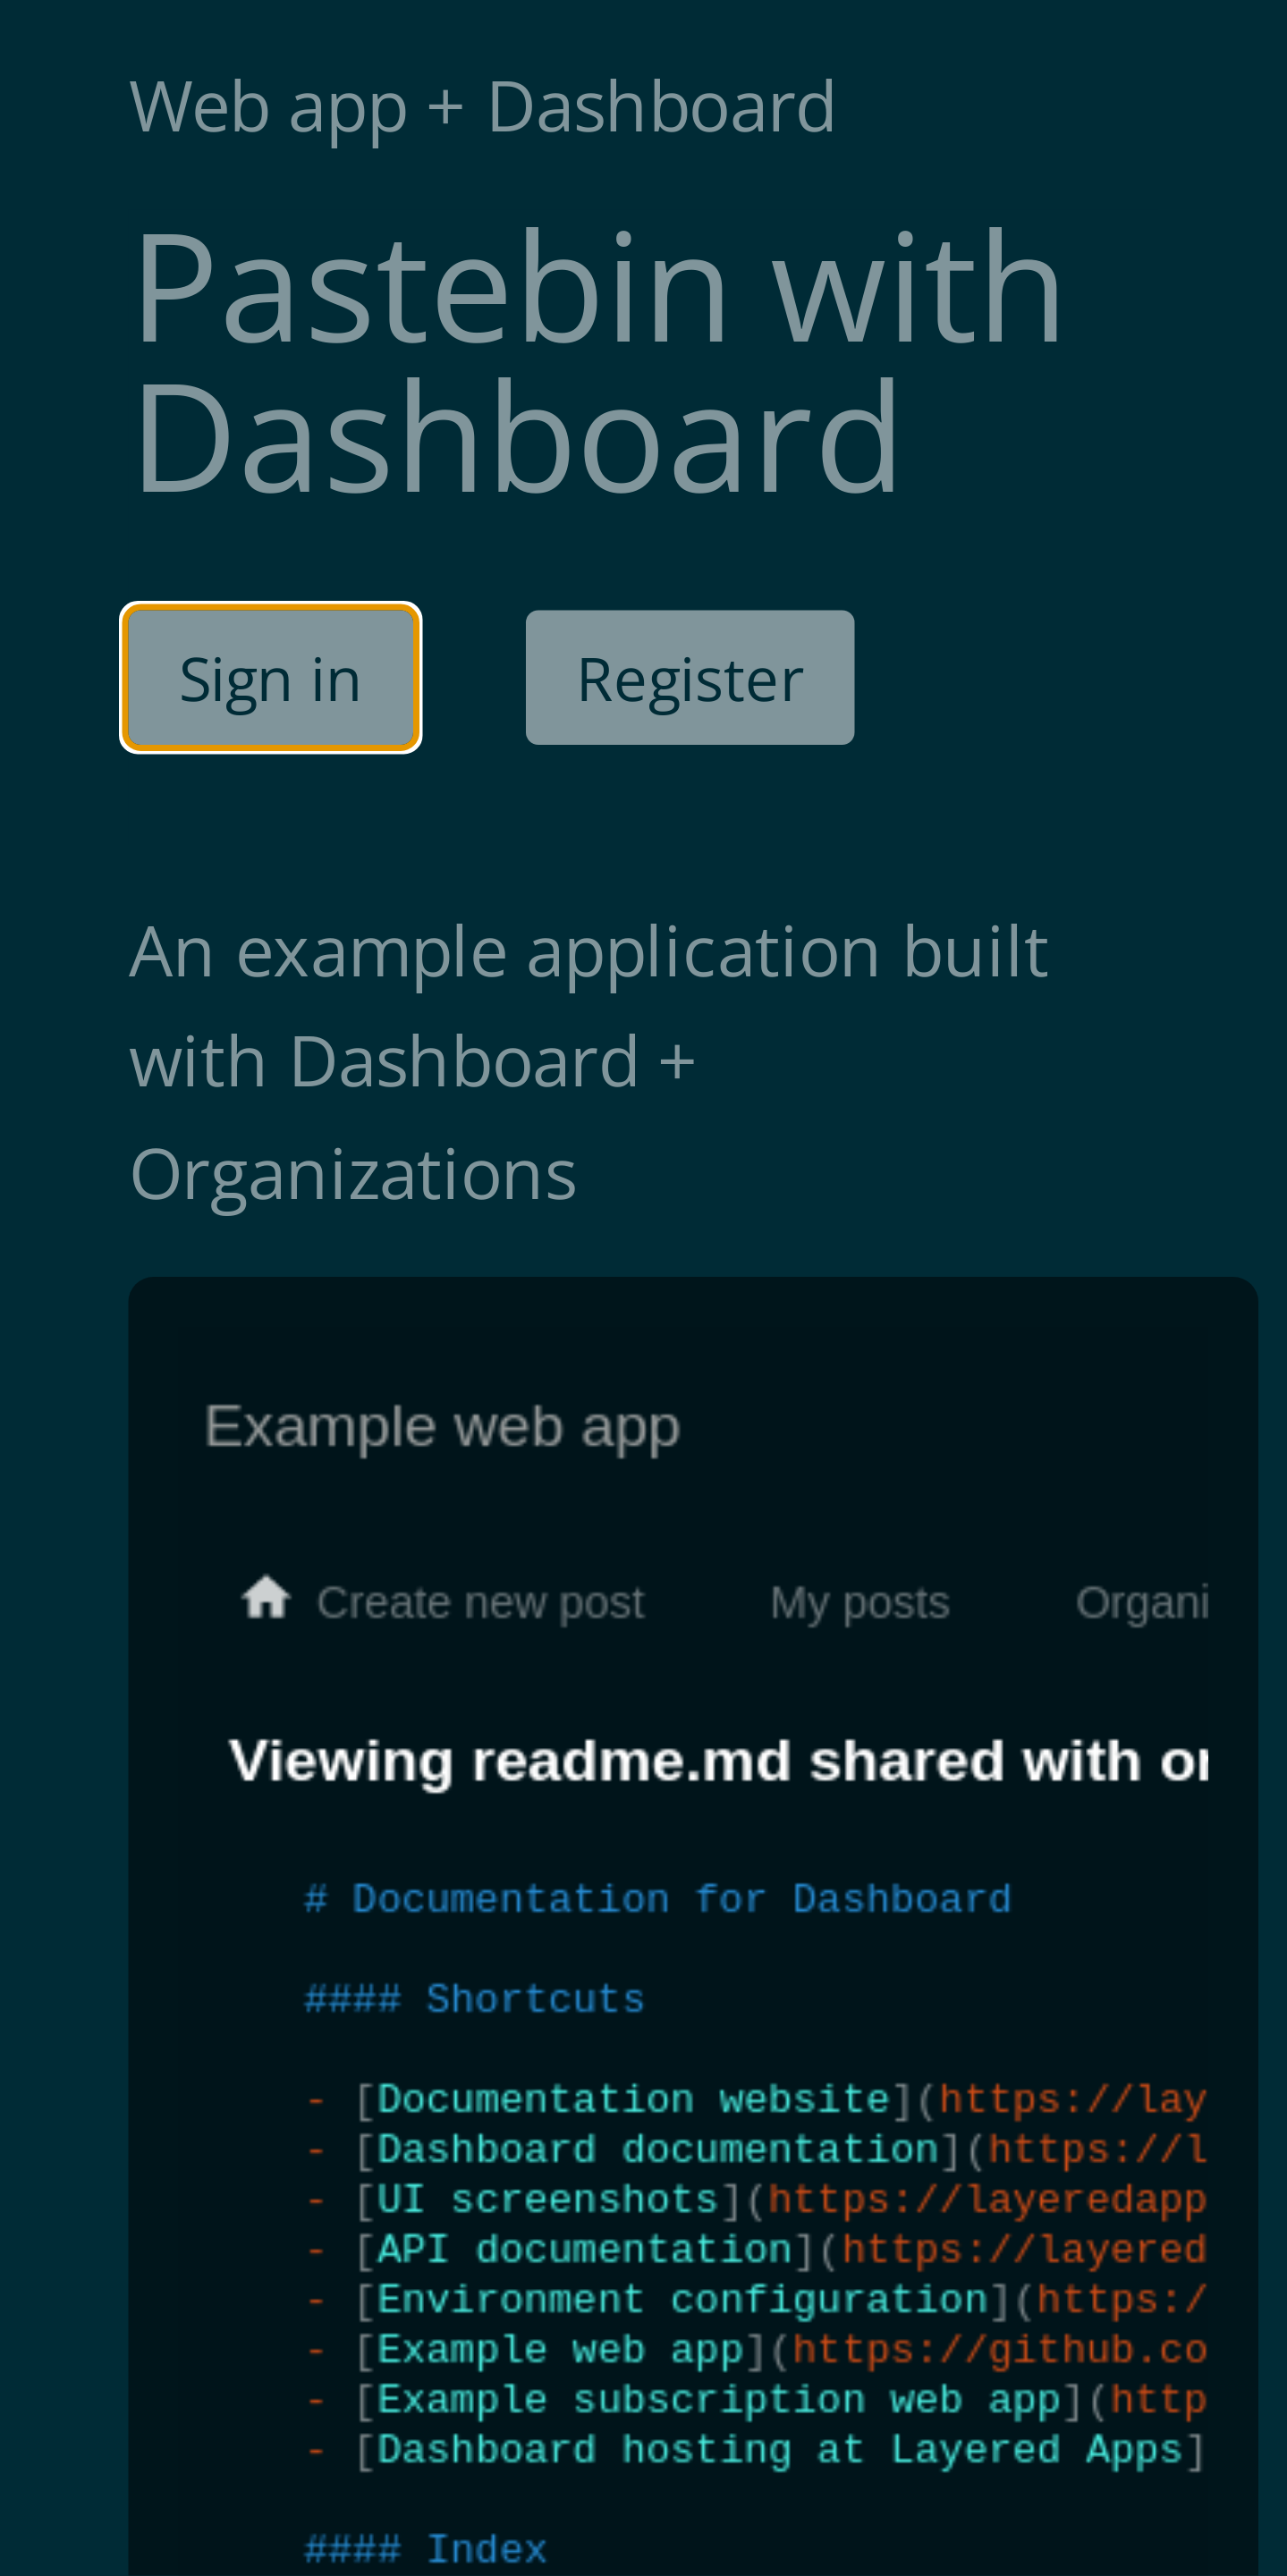 Web app + Dashboard
Pastebin with
Dashboard
Sign in
Register
An example application built
with Dashboard +
Organizations
Example web app
Create new post My posts Organi
Viewing readme.md shared with or
# Documentation for Dashboard
#### Shortcuts
- [Documentation website](https://lay
- [Dashboard documentation](https://l
- [UI screenshots](https://layeredapp
- [API documentation](https://layered
- [Environment configuration](https:/
- [Example web app](https://github.co
- [Example subscription web app](http
- [Dashboard hosting at Layered Apps]
#### Index